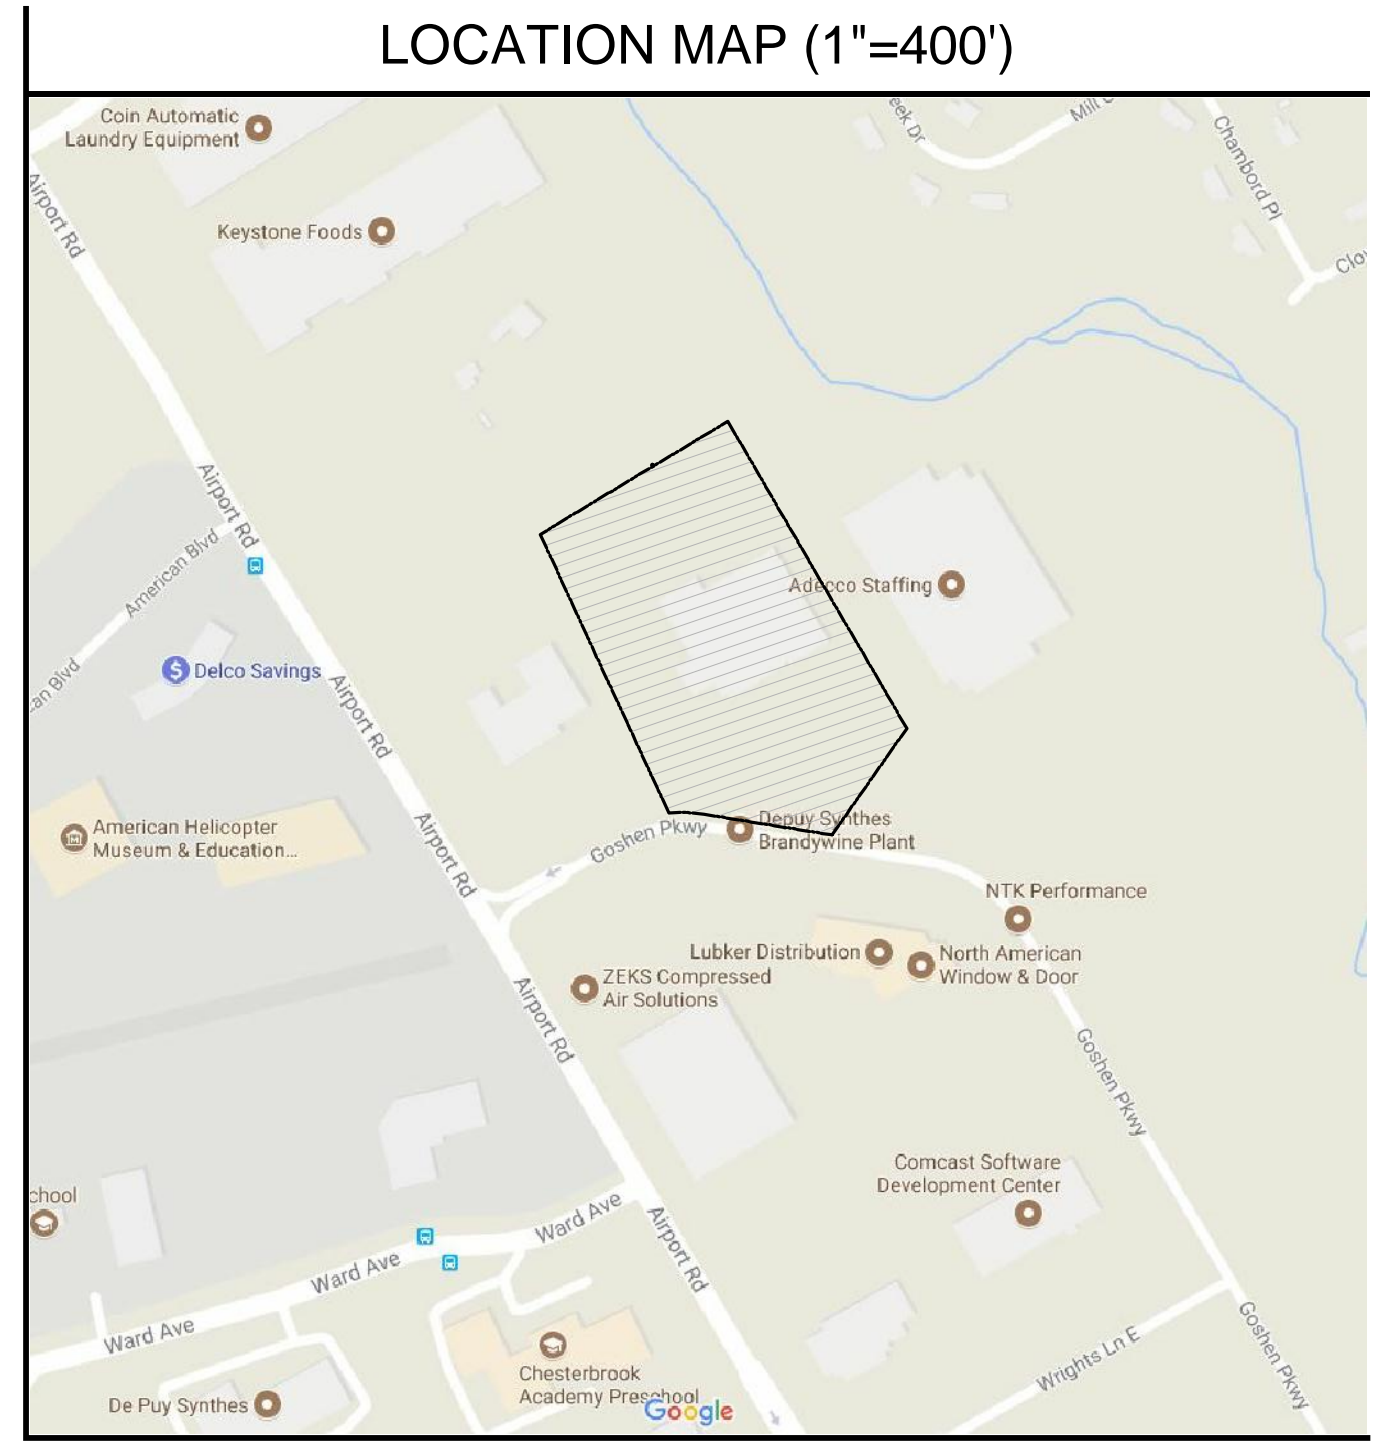 LOCATION MAP (1"=400')
Coin Automatic
Laundry Equipment
eek Dr
Chambord Pl
Airport Rd
Keystone Foods
Airport Rd
American Blvd
Adecco Staffing
Delco Savings
an Blvd
Airport Rd
American Helicopter
Museum & Education...
Airport Rd
Goshen Pkwy
Depuy Synthes
Brandywine Plant
NTK Performance
Lubker Distribution
North American
Window & Door
ZEKS Compressed
Air Solutions
Airport Rd
Goshen Pkwy
Comcast Software
Development Center
chool
Ward Ave
Airport Rd
Ward Ave
Ward Ave
Goshen Pkwy
Wrights Ln E
Chesterbrook
Academy Preschool
De Puy Synthes
Google